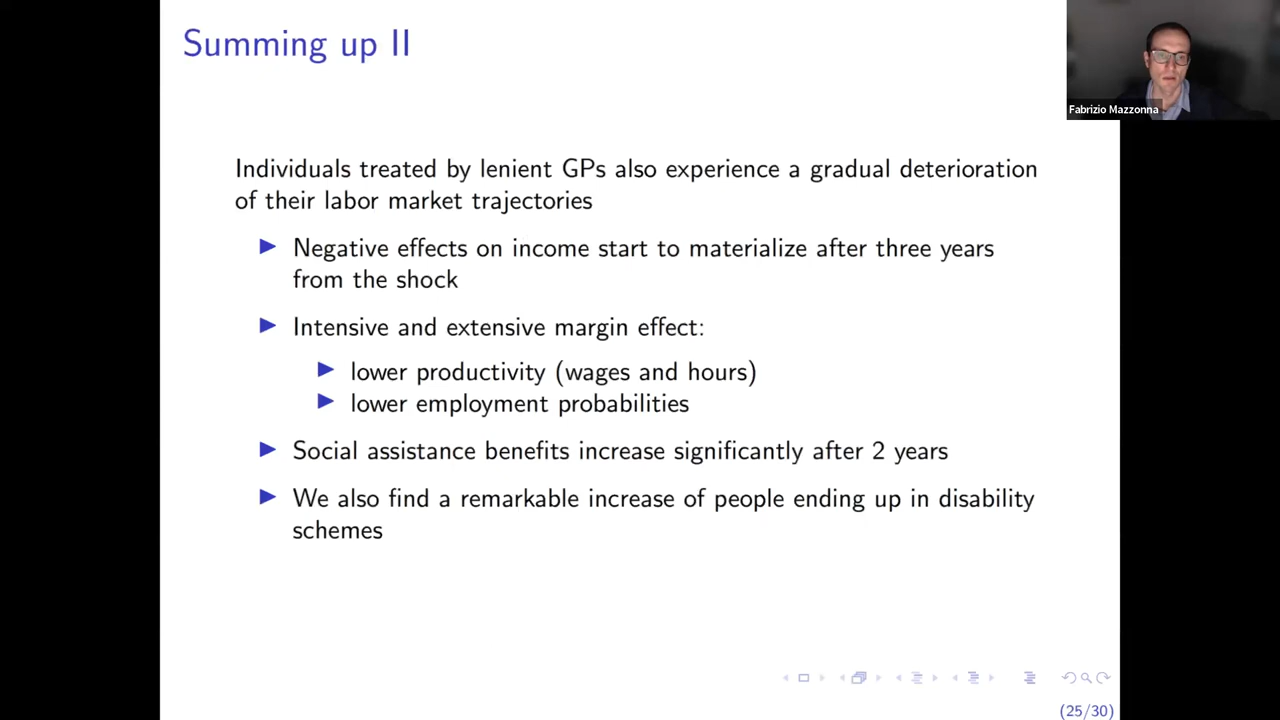 Summing up II
Fabrizio Mazzonna
Individuals treated by lenient GPs also experience a gradual deterioration
of their labor market trajectories
Negative effects on income start to materialize after three years
from the shock
Intensive and extensive margin effect:
lower productivity (wages and hours)
lower employment probabilities
Social assistance benefits increase significantly after 2 years
We also find a remarkable increase of people ending up in disability
schemes
(25/30)